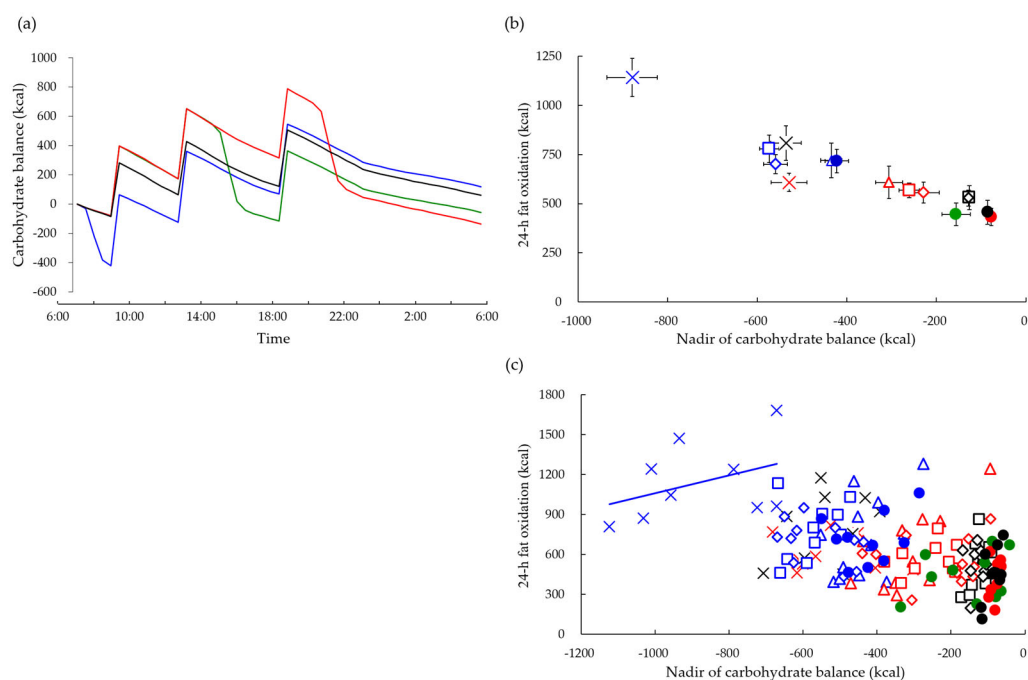 (a)
Carbohydrate balance (kcal)
1000
800
600
400
200
0
-200
-400
-600
6:00 10:00 14:00 18:00 22:00 2:00 6:00
Time
(b)
24-h fat oxidation (kcal)
1250
1000
750
500
250
0
-1000 -800 -600 -400 -200 0
Nadir of carbohydrate balance (kcal)
(c)
24-h fat oxidation (kcal)
1800
1500
1200
900
600
300
0
-1200 -1000 -800 -600 -400 -200 0
Nadir of carbohydrate balance (kcal)